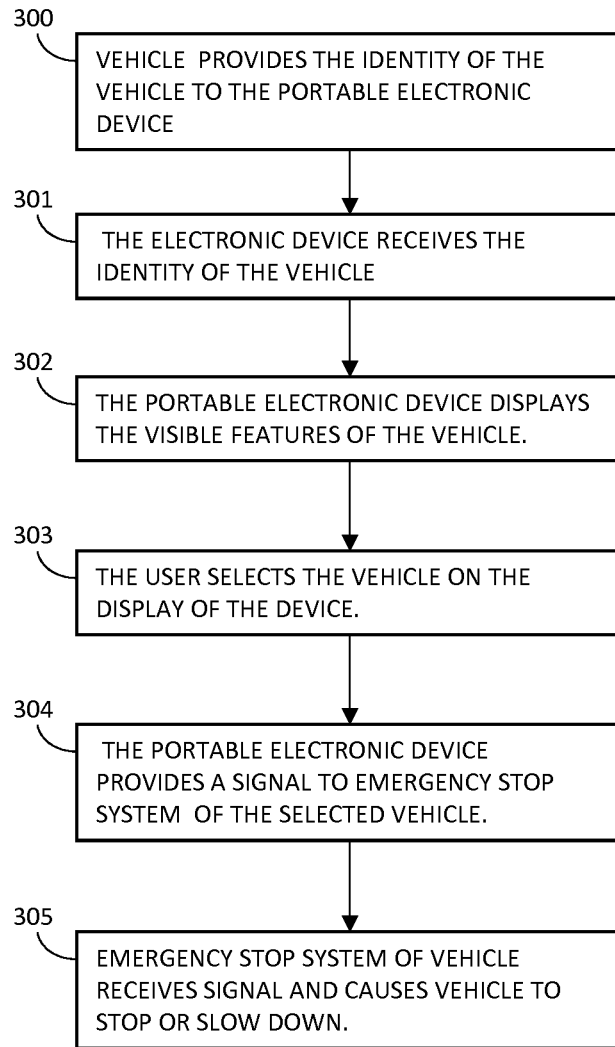 300
VEHICLE PROVIDES THE IDENTITY OF THE
VEHICLE TO THE PORTABLE ELECTRONIC
DEVICE
301
THE ELECTRONIC DEVICE RECEIVES THE
IDENTITY OF THE VEHICLE
302
THE PORTABLE ELECTRONIC DEVICE DISPLAYS
THE VISIBLE FEATURES OF THE VEHICLE.
303
THE USER SELECTS THE VEHICLE ON THE
DISPLAY OF THE DEVICE.
304
THE PORTABLE ELECTRONIC DEVICE
PROVIDES A SIGNAL TO EMERGENCY STOP
SYSTEM OF THE SELECTED VEHICLE.
305
EMERGENCY STOP SYSTEM OF VEHICLE
RECEIVES SIGNAL AND CAUSES VEHICLE TO
STOP OR SLOW DOWN.